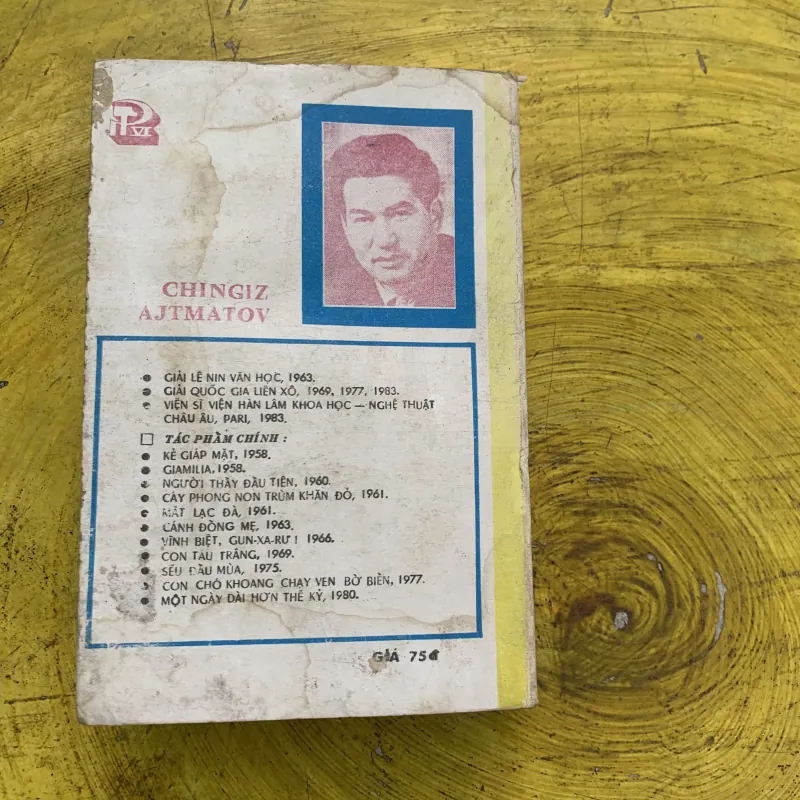 CHINGIZ
AJTMATOV
● GIẢI LÊ NIN VĂN HỌC, 1963.
● GIẢI QUỐC GIA LIÊN XÔ, 1969, 1977, 1983.
● VIỆN SĨ VIỆN HÀN LÂM KHOA HỌC — NGHỆ THUẬT
CHÂU ÂU, PARI, 1983.
□ TÁC PHẨM CHÍNH :
● KẺ GIÁP MẶT, 1958.
● GIAMILIA, 1958.
● NGƯỜI THẦY ĐẦU TIÊN, 1960.
● CÂY PHONG NON TRÙM KHĂN ĐỎ, 1961.
● MẮT LẠC ĐÀ, 1961.
● CÁNH ĐỒNG MẸ, 1963.
● VĨNH BIỆT, GUN-XA-RƯ ! 1966.
● CON TÀU TRẮNG, 1969.
● SẾU ĐẦU MÙA, 1975.
● CON CHÓ KHOANG CHẠY VEN BỜ BIỂN, 1977.
● MỘT NGÀY DÀI HƠN THẾ KỶ, 1980.
GIÁ 75đ